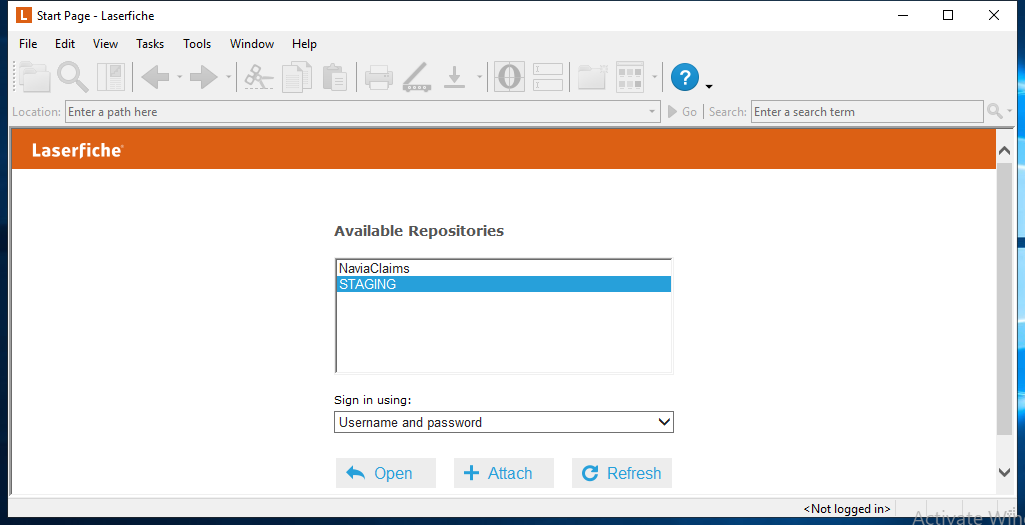 L Start Page - Laserfiche
File Edit View Tasks Tools Window Help
?
Location: Enter a path here Go Search: Enter a search term
Laserfiche
Available Repositories
NaviaClaims
STAGING
Sign in using:
Username and password
Open Attach Refresh
<Not logged in>
Activate Win